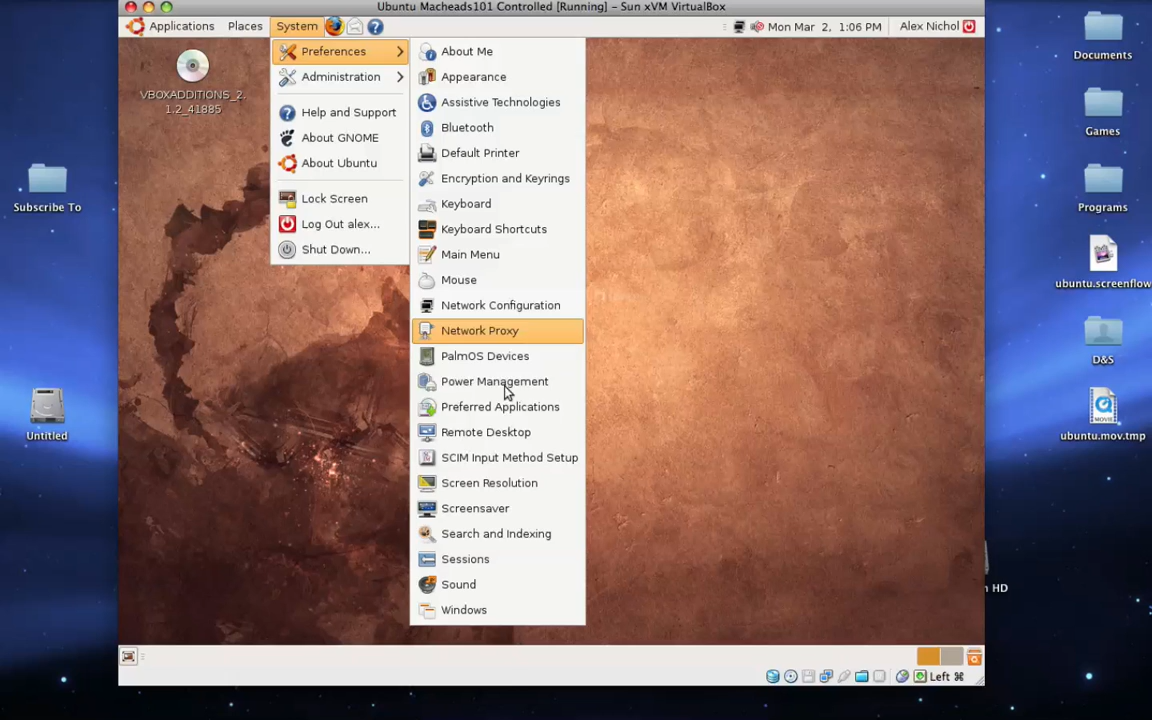 Ubuntu Macheads101 Controlled [Running] – Sun xVM VirtualBox
Applications Places System Mon Mar 2, 1:06 PM Alex Nichol
Preferences
Administration
Help and Support
About GNOME
About Ubuntu
Lock Screen
Log Out alex...
Shut Down...
About Me
Appearance
Assistive Technologies
Bluetooth
Default Printer
Encryption and Keyrings
Keyboard
Keyboard Shortcuts
Main Menu
Mouse
Network Configuration
Network Proxy
PalmOS Devices
Power Management
Preferred Applications
Remote Desktop
SCIM Input Method Setup
Screen Resolution
Screensaver
Search and Indexing
Sessions
Sound
Windows
VBOXADDITIONS_2.
1.2_41885
Subscribe To
Untitled
Documents
Games
Programs
ubuntu.screenflow
D&S
ubuntu.mov.tmp
HD
Left ⌘